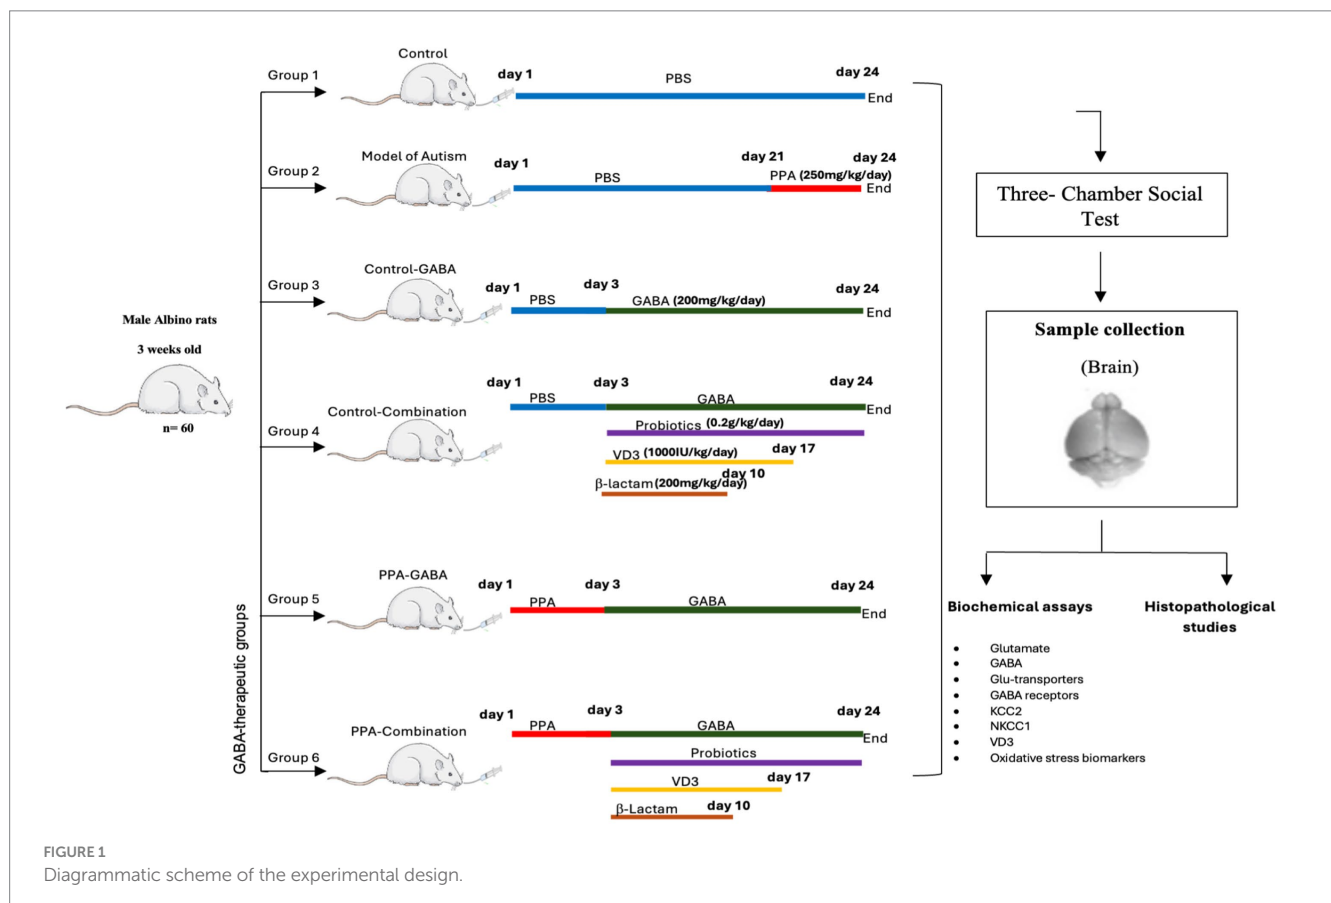 Control
Group 1
day 1
PBS
day 24
End
Model of Autism
Group 2
day 1
PBS
day 21
day 24
PPA (250mg/kg/day)
End
Control-GABA
Group 3
day 1
PBS
day 3
GABA (200mg/kg/day)
day 24
End
Male Albino rats
3 weeks old
n= 60
GABA-therapeutic groups
Control-Combination
Group 4
day 1
PBS
day 3
GABA
day 24
End
Probiotics (0.2g/kg/day)
VD3 (1000IU/kg/day)
day 17
day 10
β-lactam (200mg/kg/day)
PPA-GABA
Group 5
day 1
PPA
day 3
GABA
day 24
End
PPA-Combination
Group 6
day 1
PPA
day 3
GABA
day 24
End
Probiotics
VD3
day 17
β-Lactam
day 10
Three- Chamber Social
Test
Sample collection
(Brain)
Biochemical assays
• Glutamate
• GABA
• Glu-transporters
• GABA receptors
• KCC2
• NKCC1
• VD3
• Oxidative stress biomarkers
Histopathological
studies
FIGURE 1
Diagrammatic scheme of the experimental design.